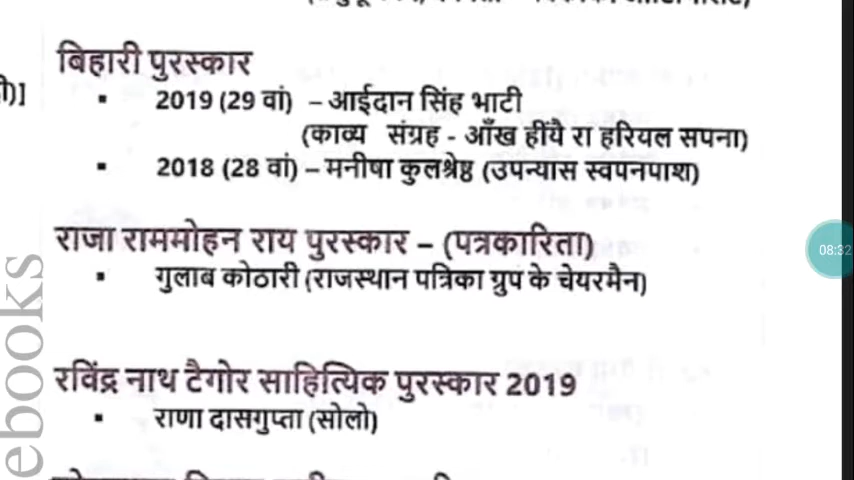 ी)]
बिहारी पुरस्कार
▪ 2019 (29 वां) – आईदान सिंह भाटी
(काव्य संग्रह - आँख हींयै रा हरियल सपना)
▪ 2018 (28 वां) – मनीषा कुलश्रेष्ठ (उपन्यास स्वपनपाश)
राजा राममोहन राय पुरस्कार – (पत्रकारिता)
▪ गुलाब कोठारी (राजस्थान पत्रिका ग्रुप के चेयरमैन)
08:32
रविंद्र नाथ टैगोर साहित्यिक पुरस्कार 2019
▪ राणा दासगुप्ता (सोलो)
ebooks